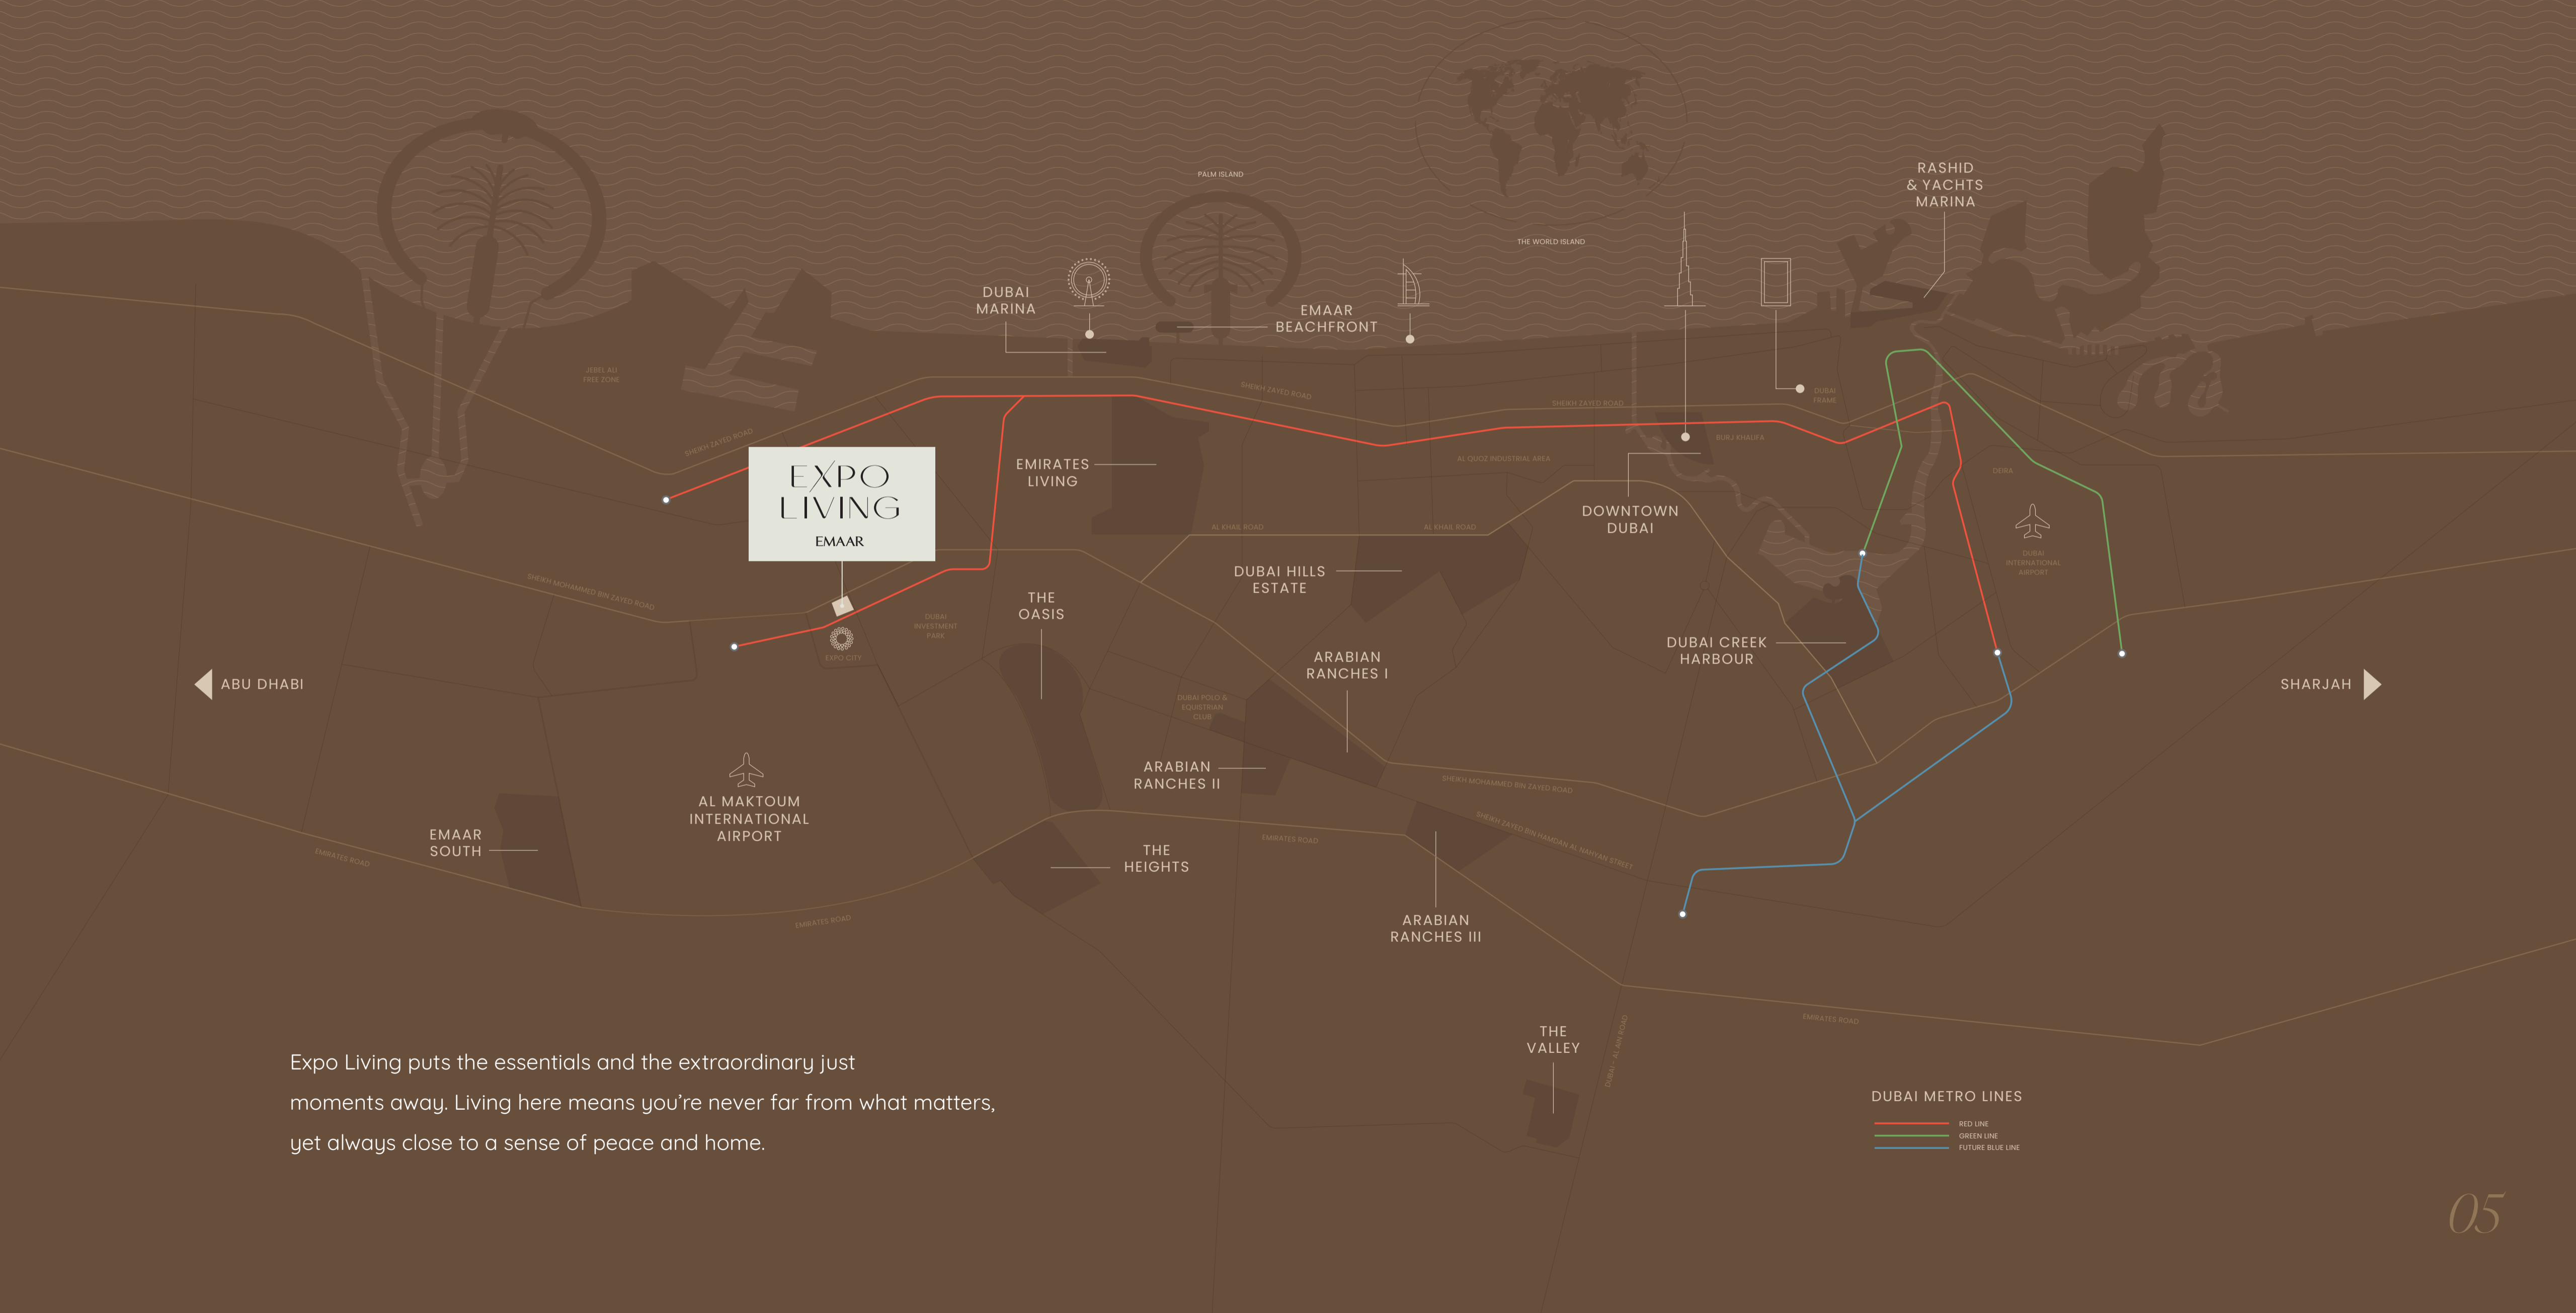 PALM ISLAND
THE WORLD ISLAND
RASHID
& YACHTS
MARINA
DUBAI
MARINA
EMAAR
BEACHFRONT
JEBEL ALI
FREE ZONE
SHEIKH ZAYED ROAD
SHEIKH ZAYED ROAD
SHEIKH ZAYED ROAD
DUBAI
FRAME
BURJ KHALIFA
AL QUOZ INDUSTRIAL AREA
DEIRA
EXPO
LIVING
EMAAR
EMIRATES
LIVING
AL KHAIL ROAD
AL KHAIL ROAD
DOWNTOWN
DUBAI
DUBAI
INTERNATIONAL
AIRPORT
SHEIKH MOHAMMED BIN ZAYED ROAD
DUBAI HILLS
ESTATE
THE
OASIS
DUBAI
INVESTMENT
PARK
EXPO CITY
DUBAI CREEK
HARBOUR
ARABIAN
RANCHES I
ABU DHABI
SHARJAH
DUBAI POLO &
EQUESTRIAN
CLUB
ARABIAN
RANCHES II
SHEIKH MOHAMMED BIN ZAYED ROAD
AL MAKTOUM
INTERNATIONAL
AIRPORT
EMAAR
SOUTH
EMIRATES ROAD
EMIRATES ROAD
EMIRATES ROAD
SHEIKH ZAYED BIN HAMDAN AL NAHYAN STREET
THE
HEIGHTS
ARABIAN
RANCHES III
EMIRATES ROAD
THE
VALLEY
DUBAI - AL AIN ROAD
Expo Living puts the essentials and the extraordinary just
moments away. Living here means you’re never far from what matters,
yet always close to a sense of peace and home.
DUBAI METRO LINES
RED LINE
GREEN LINE
FUTURE BLUE LINE
05